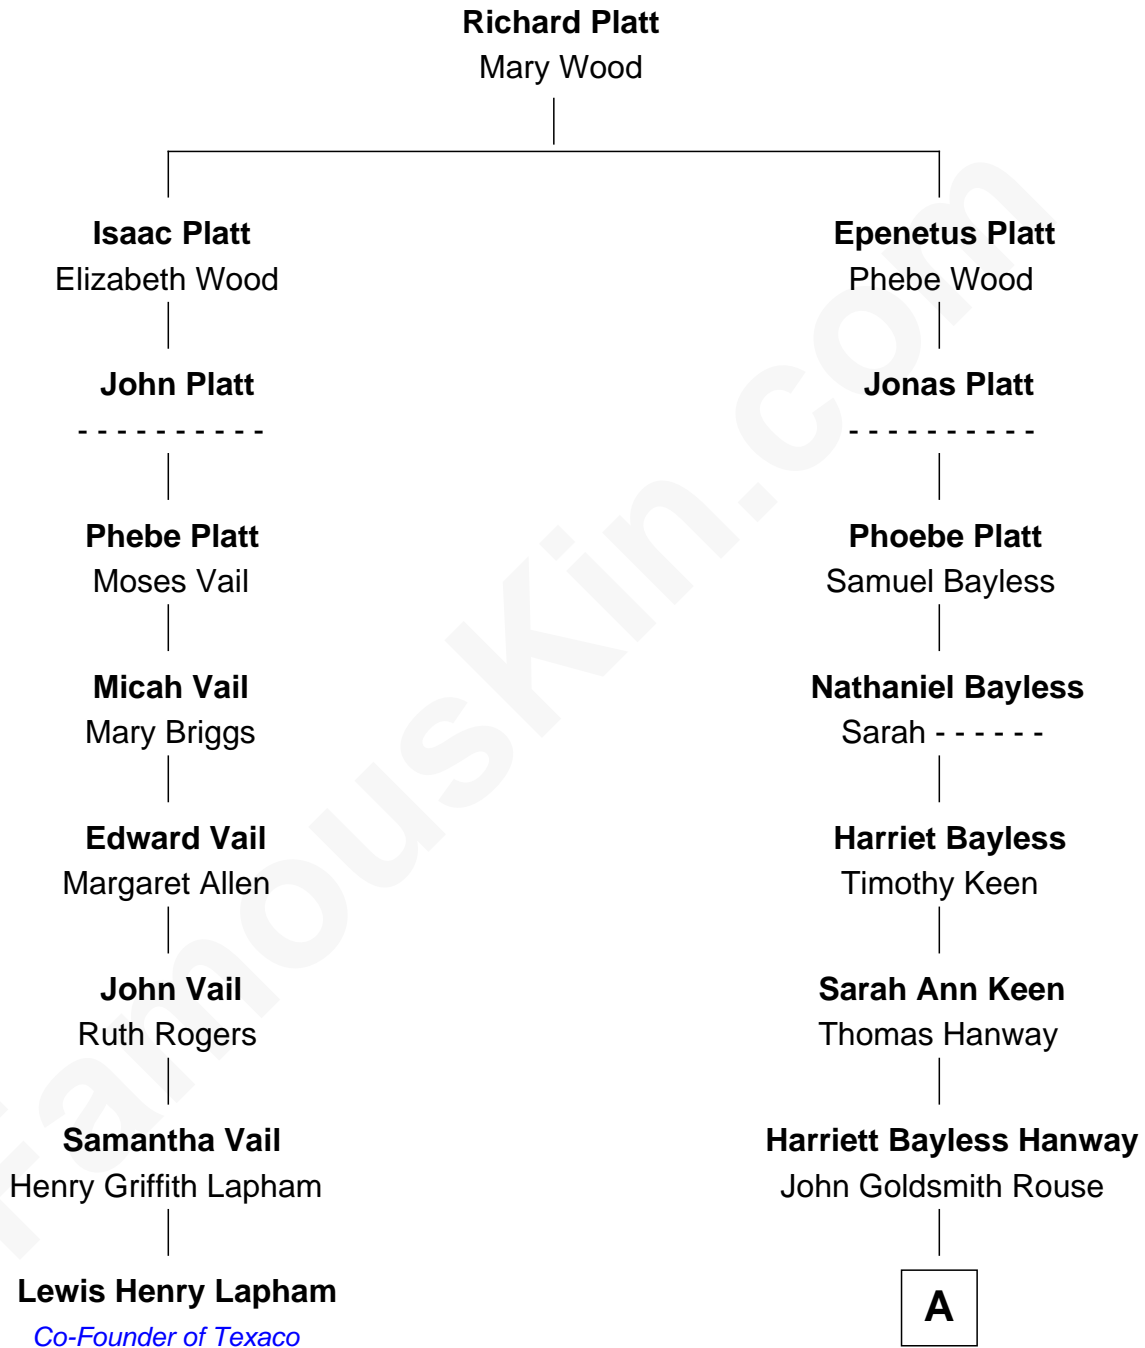 Richard Platt
Mary Wood
Isaac Platt
Elizabeth Wood
John Platt
- - - - - - - - - -
Phebe Platt
Moses Vail
Micah Vail
Mary Briggs
Edward Vail
Margaret Allen
John Vail
Ruth Rogers
Samantha Vail
Henry Griffith Lapham
Lewis Henry Lapham
Co-Founder of Texaco
Epenetus Platt
Phebe Wood
Jonas Platt
- - - - - - - - - -
Phoebe Platt
Samuel Bayless
Nathaniel Bayless
Sarah - - - - - -
Harriet Bayless
Timothy Keen
Sarah Ann Keen
Thomas Hanway
Harriett Bayless Hanway
John Goldsmith Rouse
A
FamousKin.com